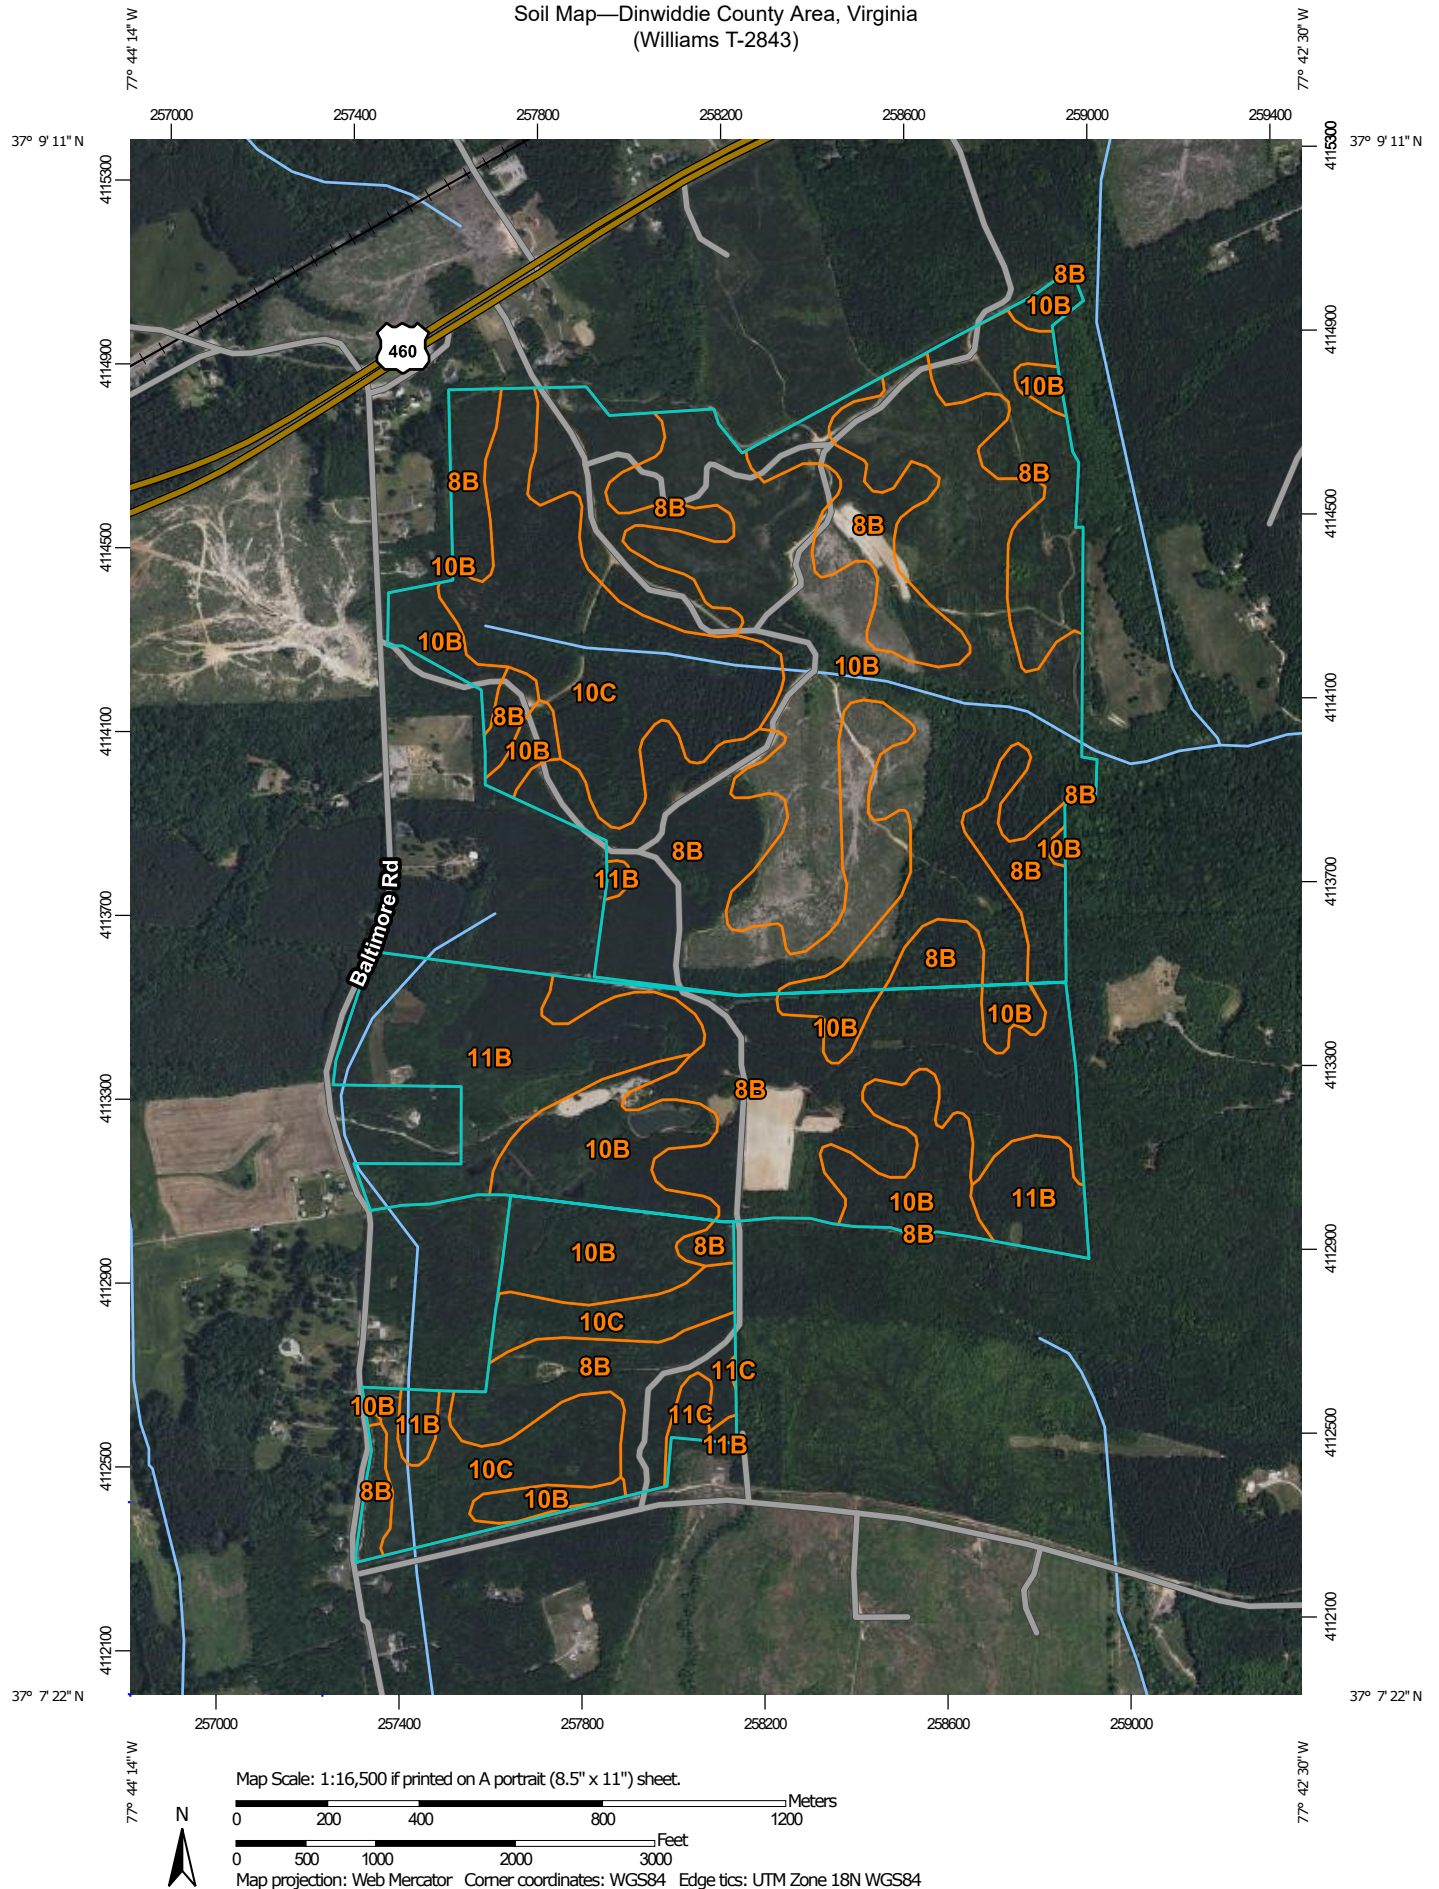 Soil Map—Dinwiddie County Area, Virginia
(Williams T-2843)
77° 44' 14" W
77° 42' 30" W
257000 257400 257800 258200 258600 259000 259400
37° 9' 11" N
37° 9' 11" N
4115300
4115300
8B
10B
4114900
4114900
460
10B
8B
8B
8B
8B
4114500
4114500
10B
10B
10B
10C
4114100
4114100
8B
10B
8B
8B
10B
8B
11B
4113700
4113700
Baltimore Rd
8B
10B
10B
11B
4113300
4113300
8B
10B
11B
10B
8B
8B
10B
4112900
4112900
10C
8B
11C
10B
11C
11B
11B
4112500
4112500
10C
8B
10B
4112100
4112100
37° 7' 22" N
37° 7' 22" N
257000 257400 257800 258200 258600 259000
77° 44' 14" W
77° 42' 30" W
Map Scale: 1:16,500 if printed on A portrait (8.5" x 11") sheet.
Meters
0 200 400 800 1200
Feet
0 500 1000 2000 3000
N
Map projection: Web Mercator Corner coordinates: WGS84 Edge tics: UTM Zone 18N WGS84